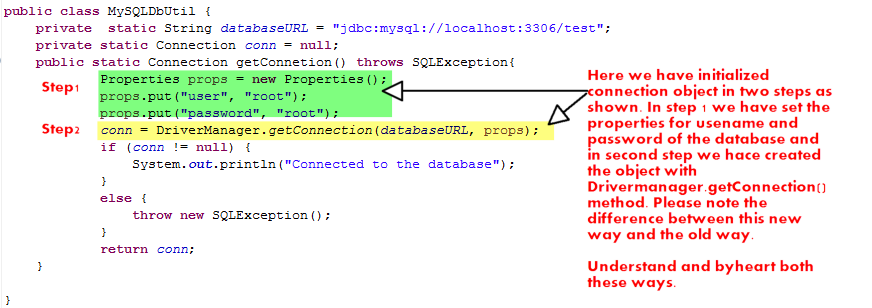 public class MySQLDbUtil {
private static String databaseURL = "jdbc:mysql://localhost:3306/test";
private static Connection conn = null;
public static Connection getConnetion() throws SQLException{
Step1
Properties props = new Properties();
props.put("user", "root");
props.put("password", "root");
Step2
conn = DriverManager.getConnection(databaseURL, props);
if (conn != null) {
System.out.println("Connected to the database");
}
else {
throw new SQLException();
}
return conn;
}
}
Here we have initialized
connection object in two steps as
shown. In step 1 we have set the
properties for usename and
password of the database and
in second step we hace created
the object with
Drivermanager.getConnection()
method. Please note the
difference between this new
way and the old way.
Understand and byheart both
these ways.